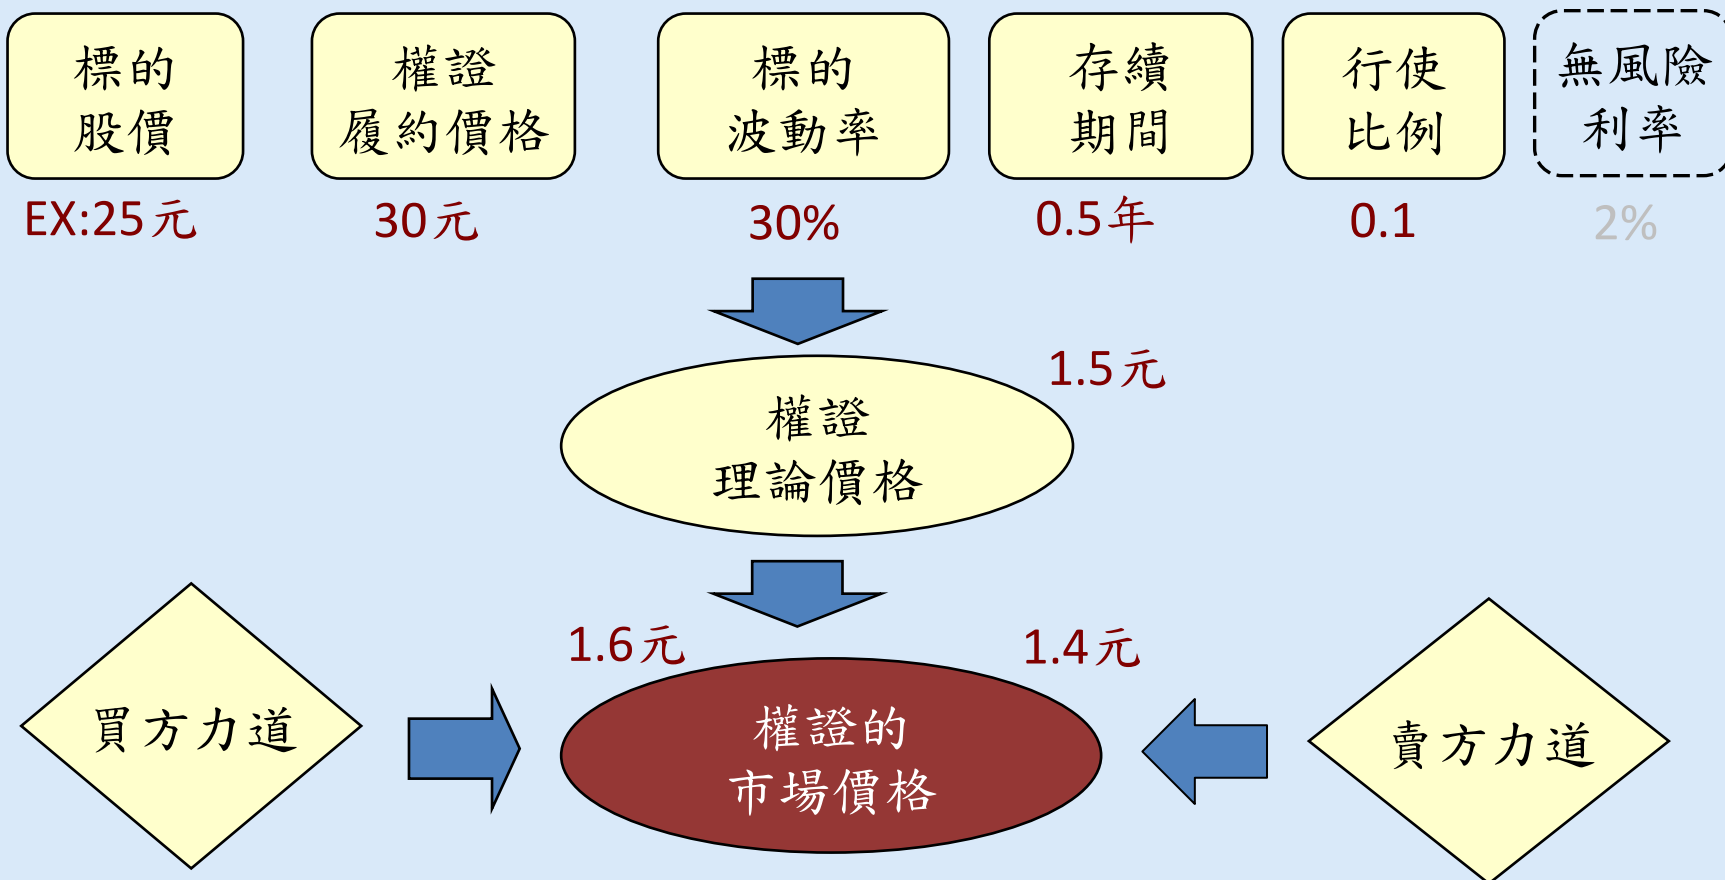 標的
股價
權證
履約價格
標的
波動率
存續
期間
行使
比例
無風險
利率
EX:25元
30元
30%
0.5年
0.1
2%
1.5元
權證
理論價格
1.6元
1.4元
買方力道
權證的
市場價格
賣方力道